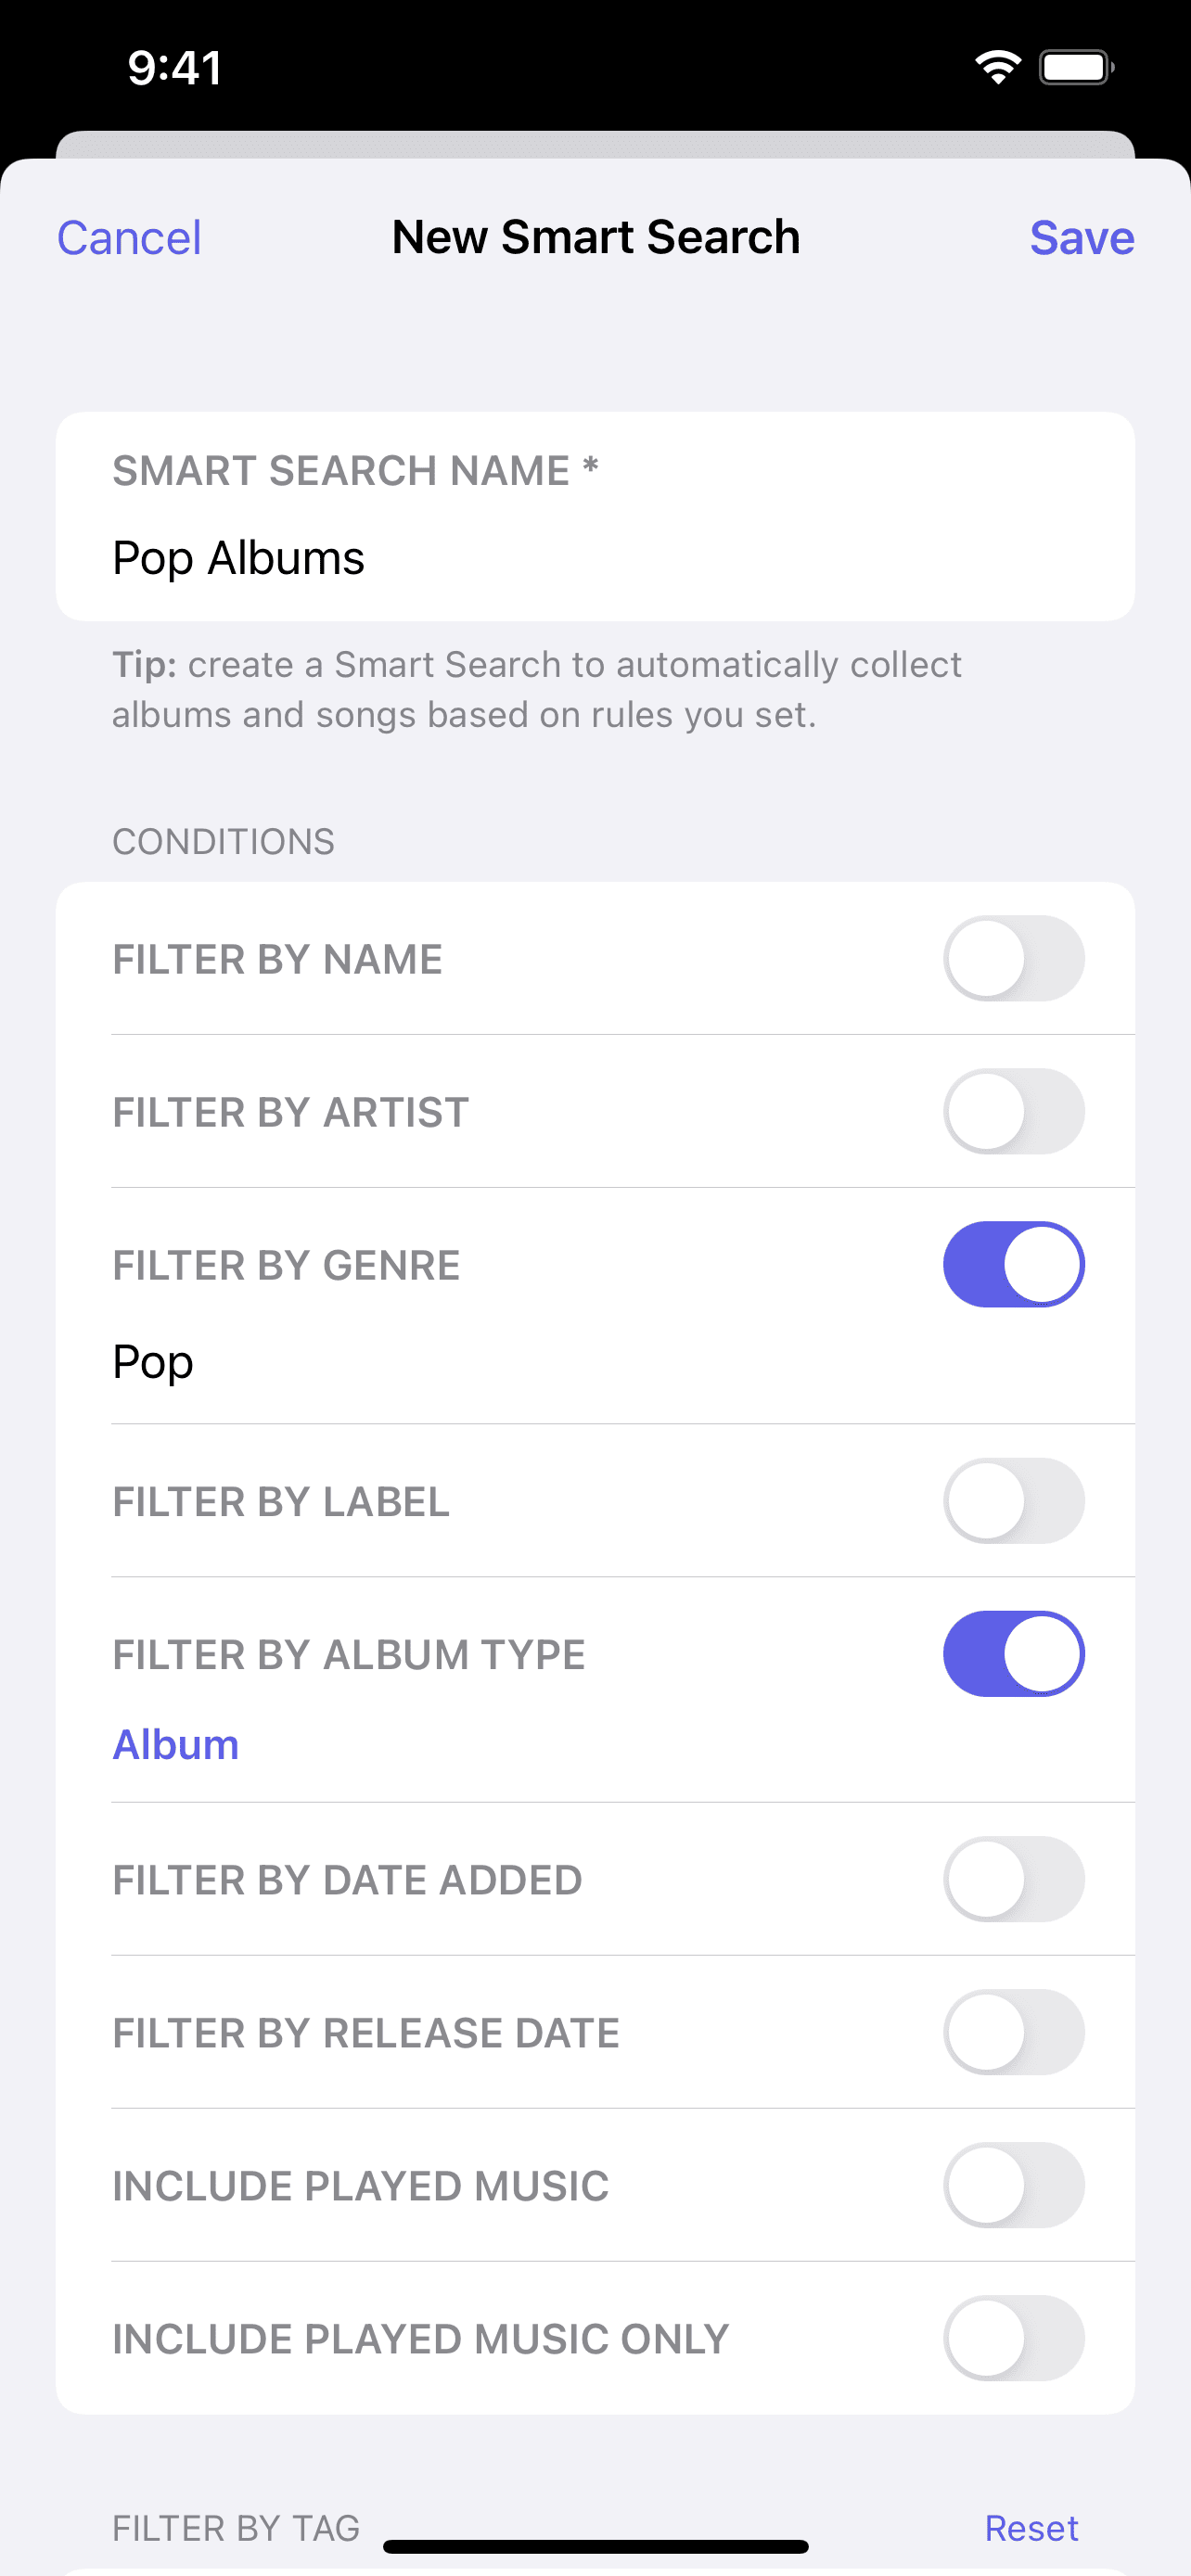 9:41
Cancel
New Smart Search
Save
SMART SEARCH NAME *
Pop Albums
Tip: create a Smart Search to automatically collect
albums and songs based on rules you set.
CONDITIONS
FILTER BY NAME
FILTER BY ARTIST
FILTER BY GENRE
Pop
FILTER BY LABEL
FILTER BY ALBUM TYPE
Album
FILTER BY DATE ADDED
FILTER BY RELEASE DATE
INCLUDE PLAYED MUSIC
INCLUDE PLAYED MUSIC ONLY
FILTER BY TAG
Reset